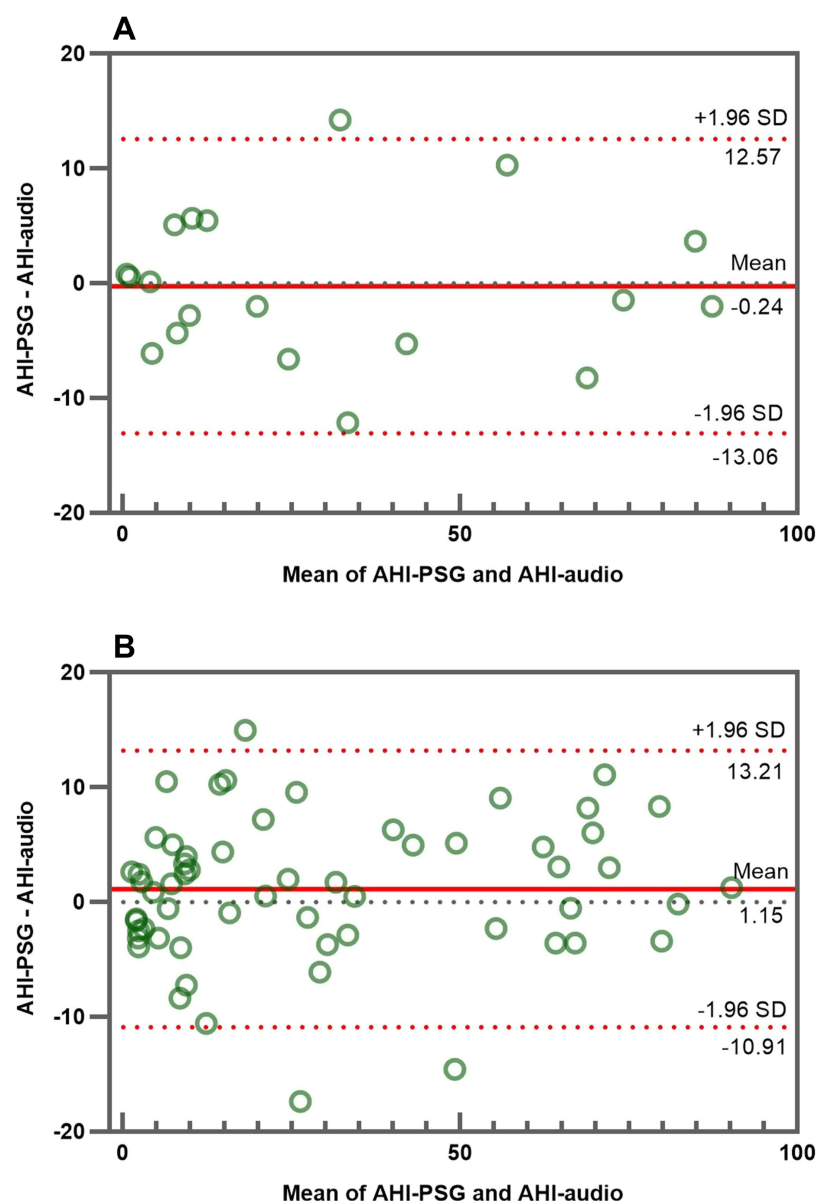 A
20
+1.96 SD
12.57
10
Mean
0
-0.24
-10
-1.96 SD
-13.06
-20
0 50 100
AHI-PSG - AHI-audio
Mean of AHI-PSG and AHI-audio
B
20
+1.96 SD
13.21
10
Mean
0
1.15
-10
-1.96 SD
-10.91
-20
0 50 100
AHI-PSG - AHI-audio
Mean of AHI-PSG and AHI-audio